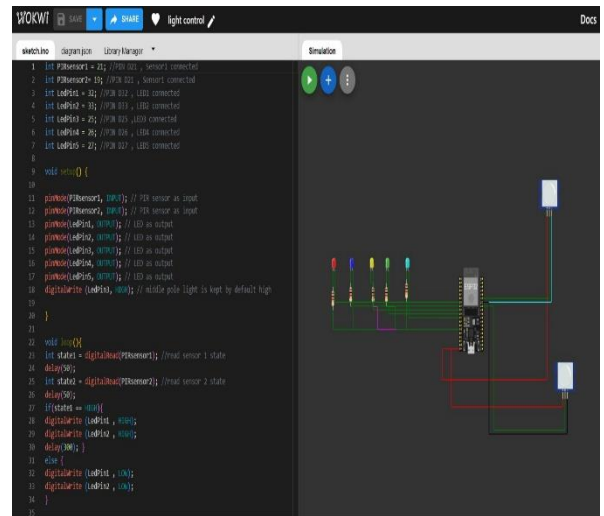 WOKWI SAVE SHARE light control Docs
sketch.ino diagram.json Library Manager Simulation
1 int PIRsensor1 = 21; //PIN D21 , Sensor1 connected
2 int PIRsensor2= 19; //PIN D21 , Sensor1 connected
3 int LedPin1 = 32; //PIN D32 , LED1 connected
4 int LedPin2 = 33; //PIN D33 , LED2 connected
5 int LedPin3 = 25; //PIN D25 ,LED3 connected
6 int LedPin4 = 26; //PIN D26 , LED4 connected
7 int LedPin5 = 27; //PIN D27 , LED5 connected
8
9 void setup() {
10
11 pinMode(PIRsensor1, INPUT); // PIR sensor as input
12 pinMode(PIRsensor2, INPUT); // PIR sensor as input
13 pinMode(LedPin1, OUTPUT); // LED as output
14 pinMode(LedPin2, OUTPUT); // LED as output
15 pinMode(LedPin3, OUTPUT); // LED as output
16 pinMode(LedPin4, OUTPUT); // LED as output
17 pinMode(LedPin5, OUTPUT); // LED as output
18 digitalWrite (LedPin3, HIGH); // middle pole light is kept by default high
19
20 }
21
22 void loop(){
23 int state1 = digitalRead(PIRsensor1); //read sensor 1 state
24 delay(50);
25 int state2 = digitalRead(PIRsensor2); //read sensor 2 state
26 delay(50);
27 if(state1 == HIGH){
28 digitalWrite (LedPin1 , HIGH);
29 digitalWrite (LedPin2 , HIGH);
30 delay(300); }
31 else {
32 digitalWrite (LedPin1 , LOW);
33 digitalWrite (LedPin2 , LOW);
34 }
35
ESP32